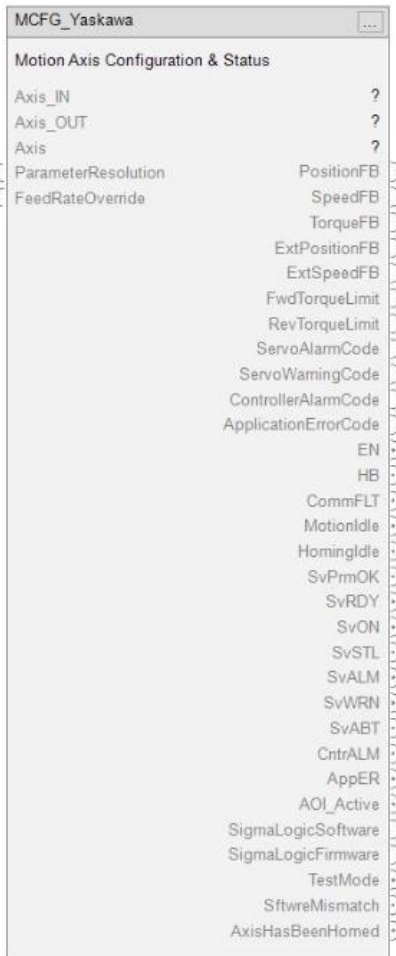 MCFG_Yaskawa ...
Motion Axis Configuration & Status
Axis_IN ?
Axis_OUT ?
Axis ?
ParameterResolution PositionFB
FeedRateOverride SpeedFB
TorqueFB
ExtPositionFB
ExtSpeedFB
FwdTorqueLimit
RevTorqueLimit
ServoAlarmCode
ServoWarningCode
ControllerAlarmCode
ApplicationErrorCode
EN
HB
CommFLT
MotionIdle
HomingIdle
SvPrmOK
SvRDY
SvON
SvSTL
SvALM
SvWRN
SvABT
CntrALM
AppER
AOI_Active
SigmaLogicSoftware
SigmaLogicFirmware
TestMode
SftwreMismatch
AxisHasBeenHomed